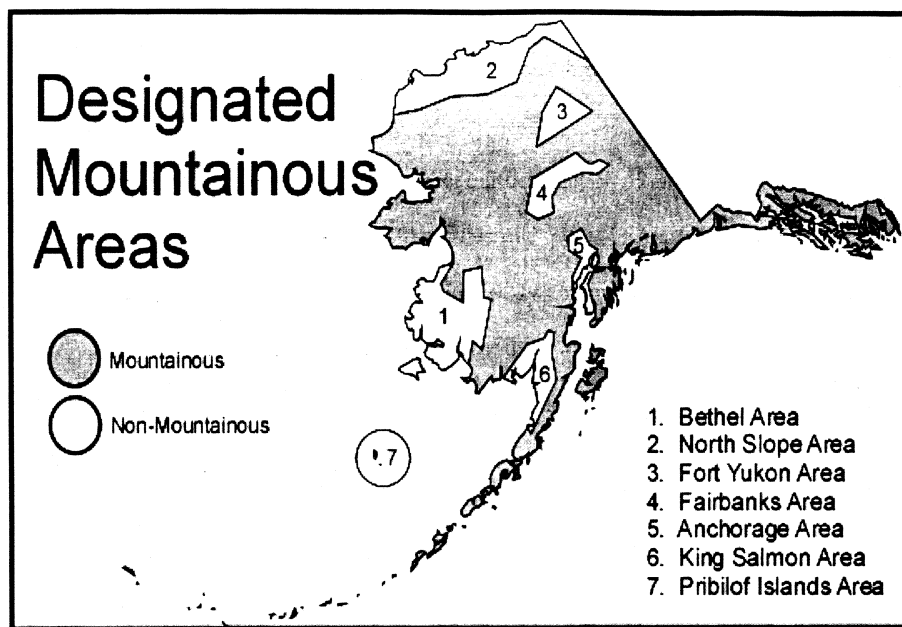 Designated
Mountainous
Areas
2
3
4
5
1
6
7
Mountainous
Non-Mountainous
1. Bethel Area
2. North Slope Area
3. Fort Yukon Area
4. Fairbanks Area
5. Anchorage Area
6. King Salmon Area
7. Pribilof Islands Area